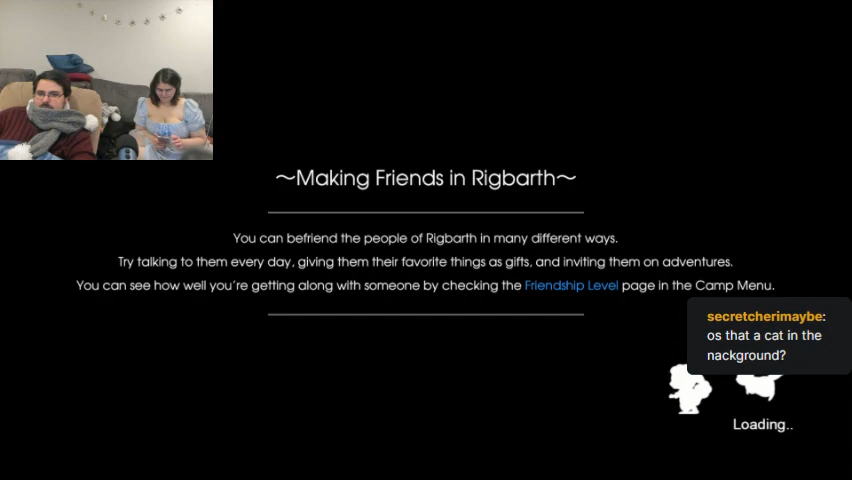 ～Making Friends in Rigbarth～
You can befriend the people of Rigbarth in many different ways.
Try talking to them every day, giving them their favorite things as gifts, and inviting them on adventures.
You can see how well you're getting along with someone by checking the Friendship Level page in the Camp Menu.
secretcherimaybe:
os that a cat in the
nackground?
Loading..